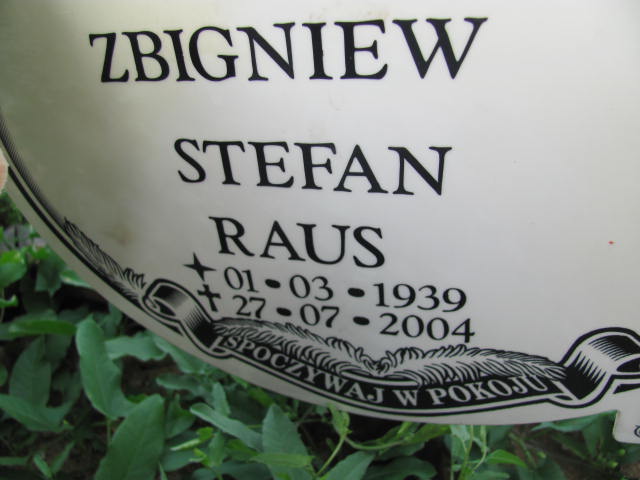 ZBIGNIEW
STEFAN
RAUS
01•03•1939
27•07•2004
SPOCZYWAJ W POKOJU